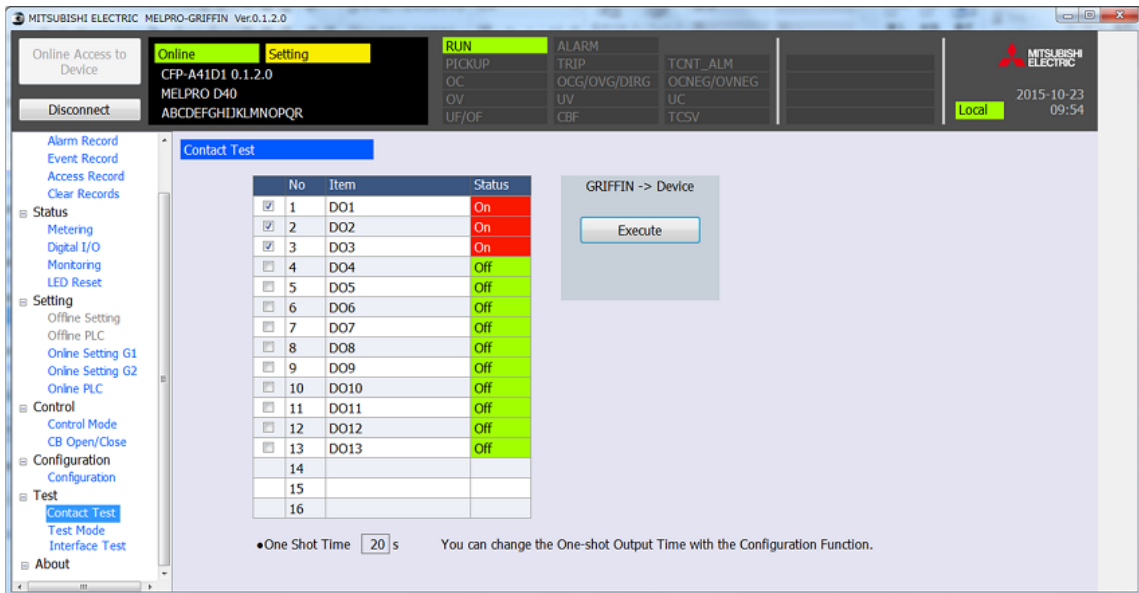 MITSUBISHI ELECTRIC MELPRO-GRIFFIN Ver.0.1.2.0
Online Access to
Device
Disconnect
Online Setting
CFP-A41D1 0.1.2.0
MELPRO D40
ABCDEFGHIJKLMNOPQR
RUN ALARM
PICKUP TRIP TCNT_ALM
OC OCG/OVG/DIRG OCNEG/OVNEG
OV UV UC
UF/OF CBF TCSV
MITSUBISHI
ELECTRIC
2015-10-23
Local 09:54
Alarm Record
Event Record
Access Record
Clear Records
Status
Metering
Digital I/O
Monitoring
LED Reset
Setting
Offline Setting
Offline PLC
Online Setting G1
Online Setting G2
Online PLC
Control
Control Mode
CB Open/Close
Configuration
Configuration
Test
Contact Test
Test Mode
Interface Test
About
Contact Test
No Item Status
1 DO1 On
2 DO2 On
3 DO3 On
4 DO4 Off
5 DO5 Off
6 DO6 Off
7 DO7 Off
8 DO8 Off
9 DO9 Off
10 DO10 Off
11 DO11 Off
12 DO12 Off
13 DO13 Off
14
15
16
GRIFFIN -> Device
Execute
●One Shot Time 20 s You can change the One-shot Output Time with the Configuration Function.